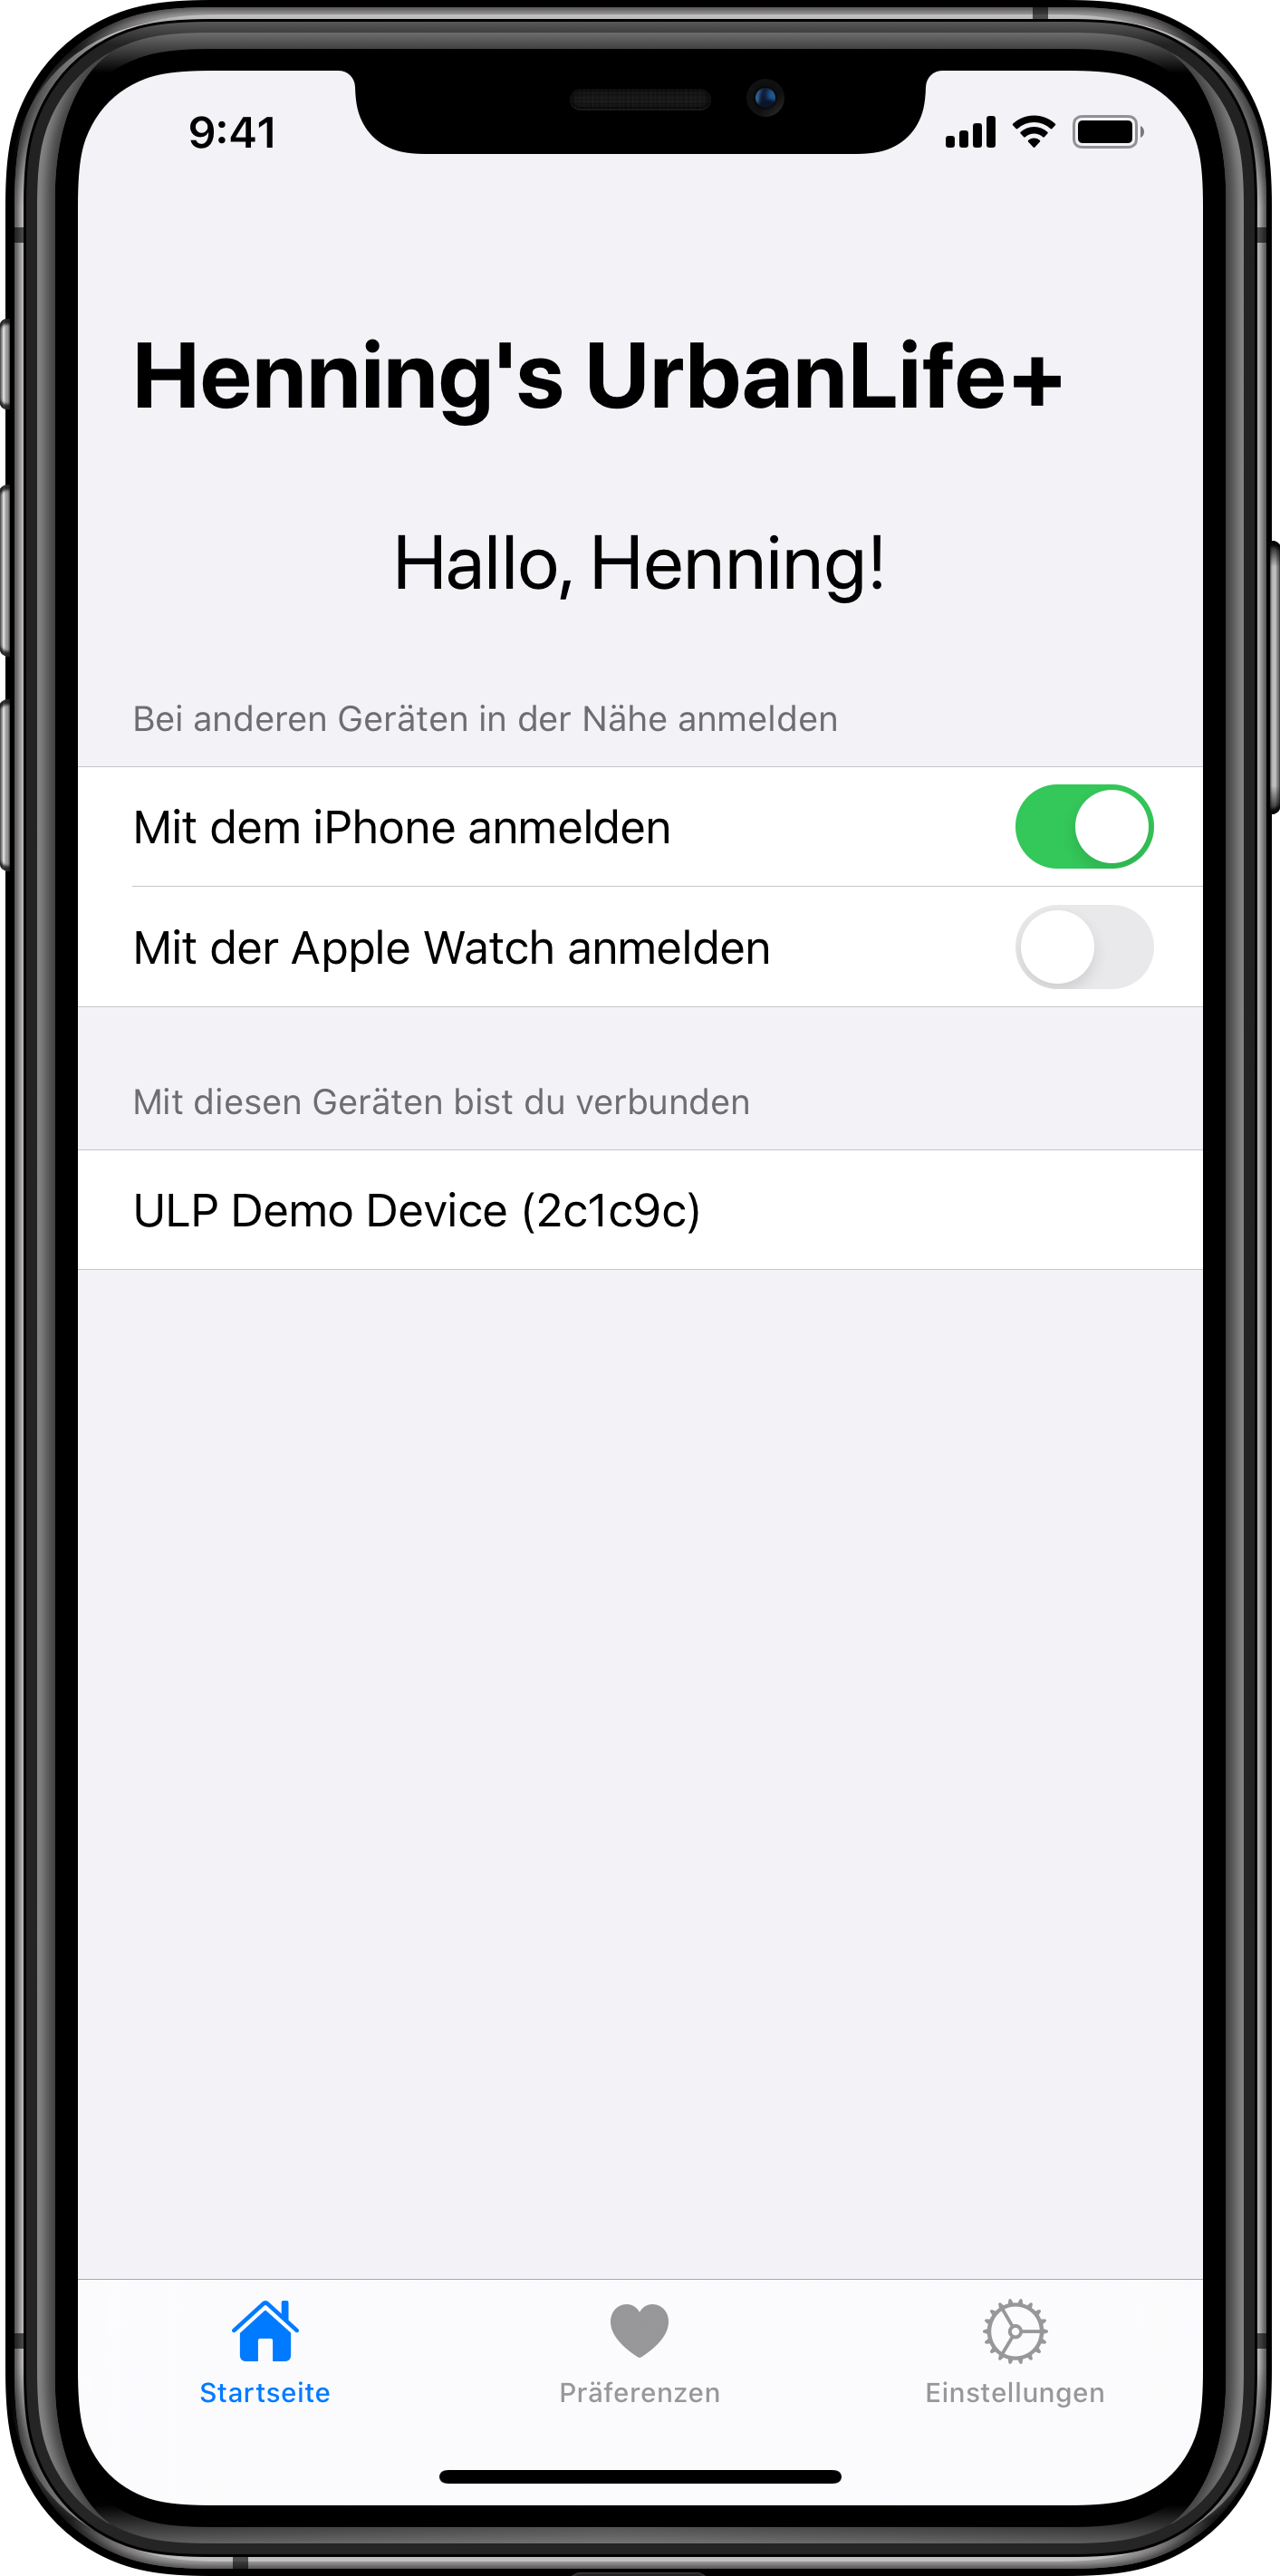 9:41
Henning's UrbanLife+
Hallo, Henning!
Bei anderen Geräten in der Nähe anmelden
Mit dem iPhone anmelden
Mit der Apple Watch anmelden
Mit diesen Geräten bist du verbunden
ULP Demo Device (2c1c9c)
Startseite
Präferenzen
Einstellungen